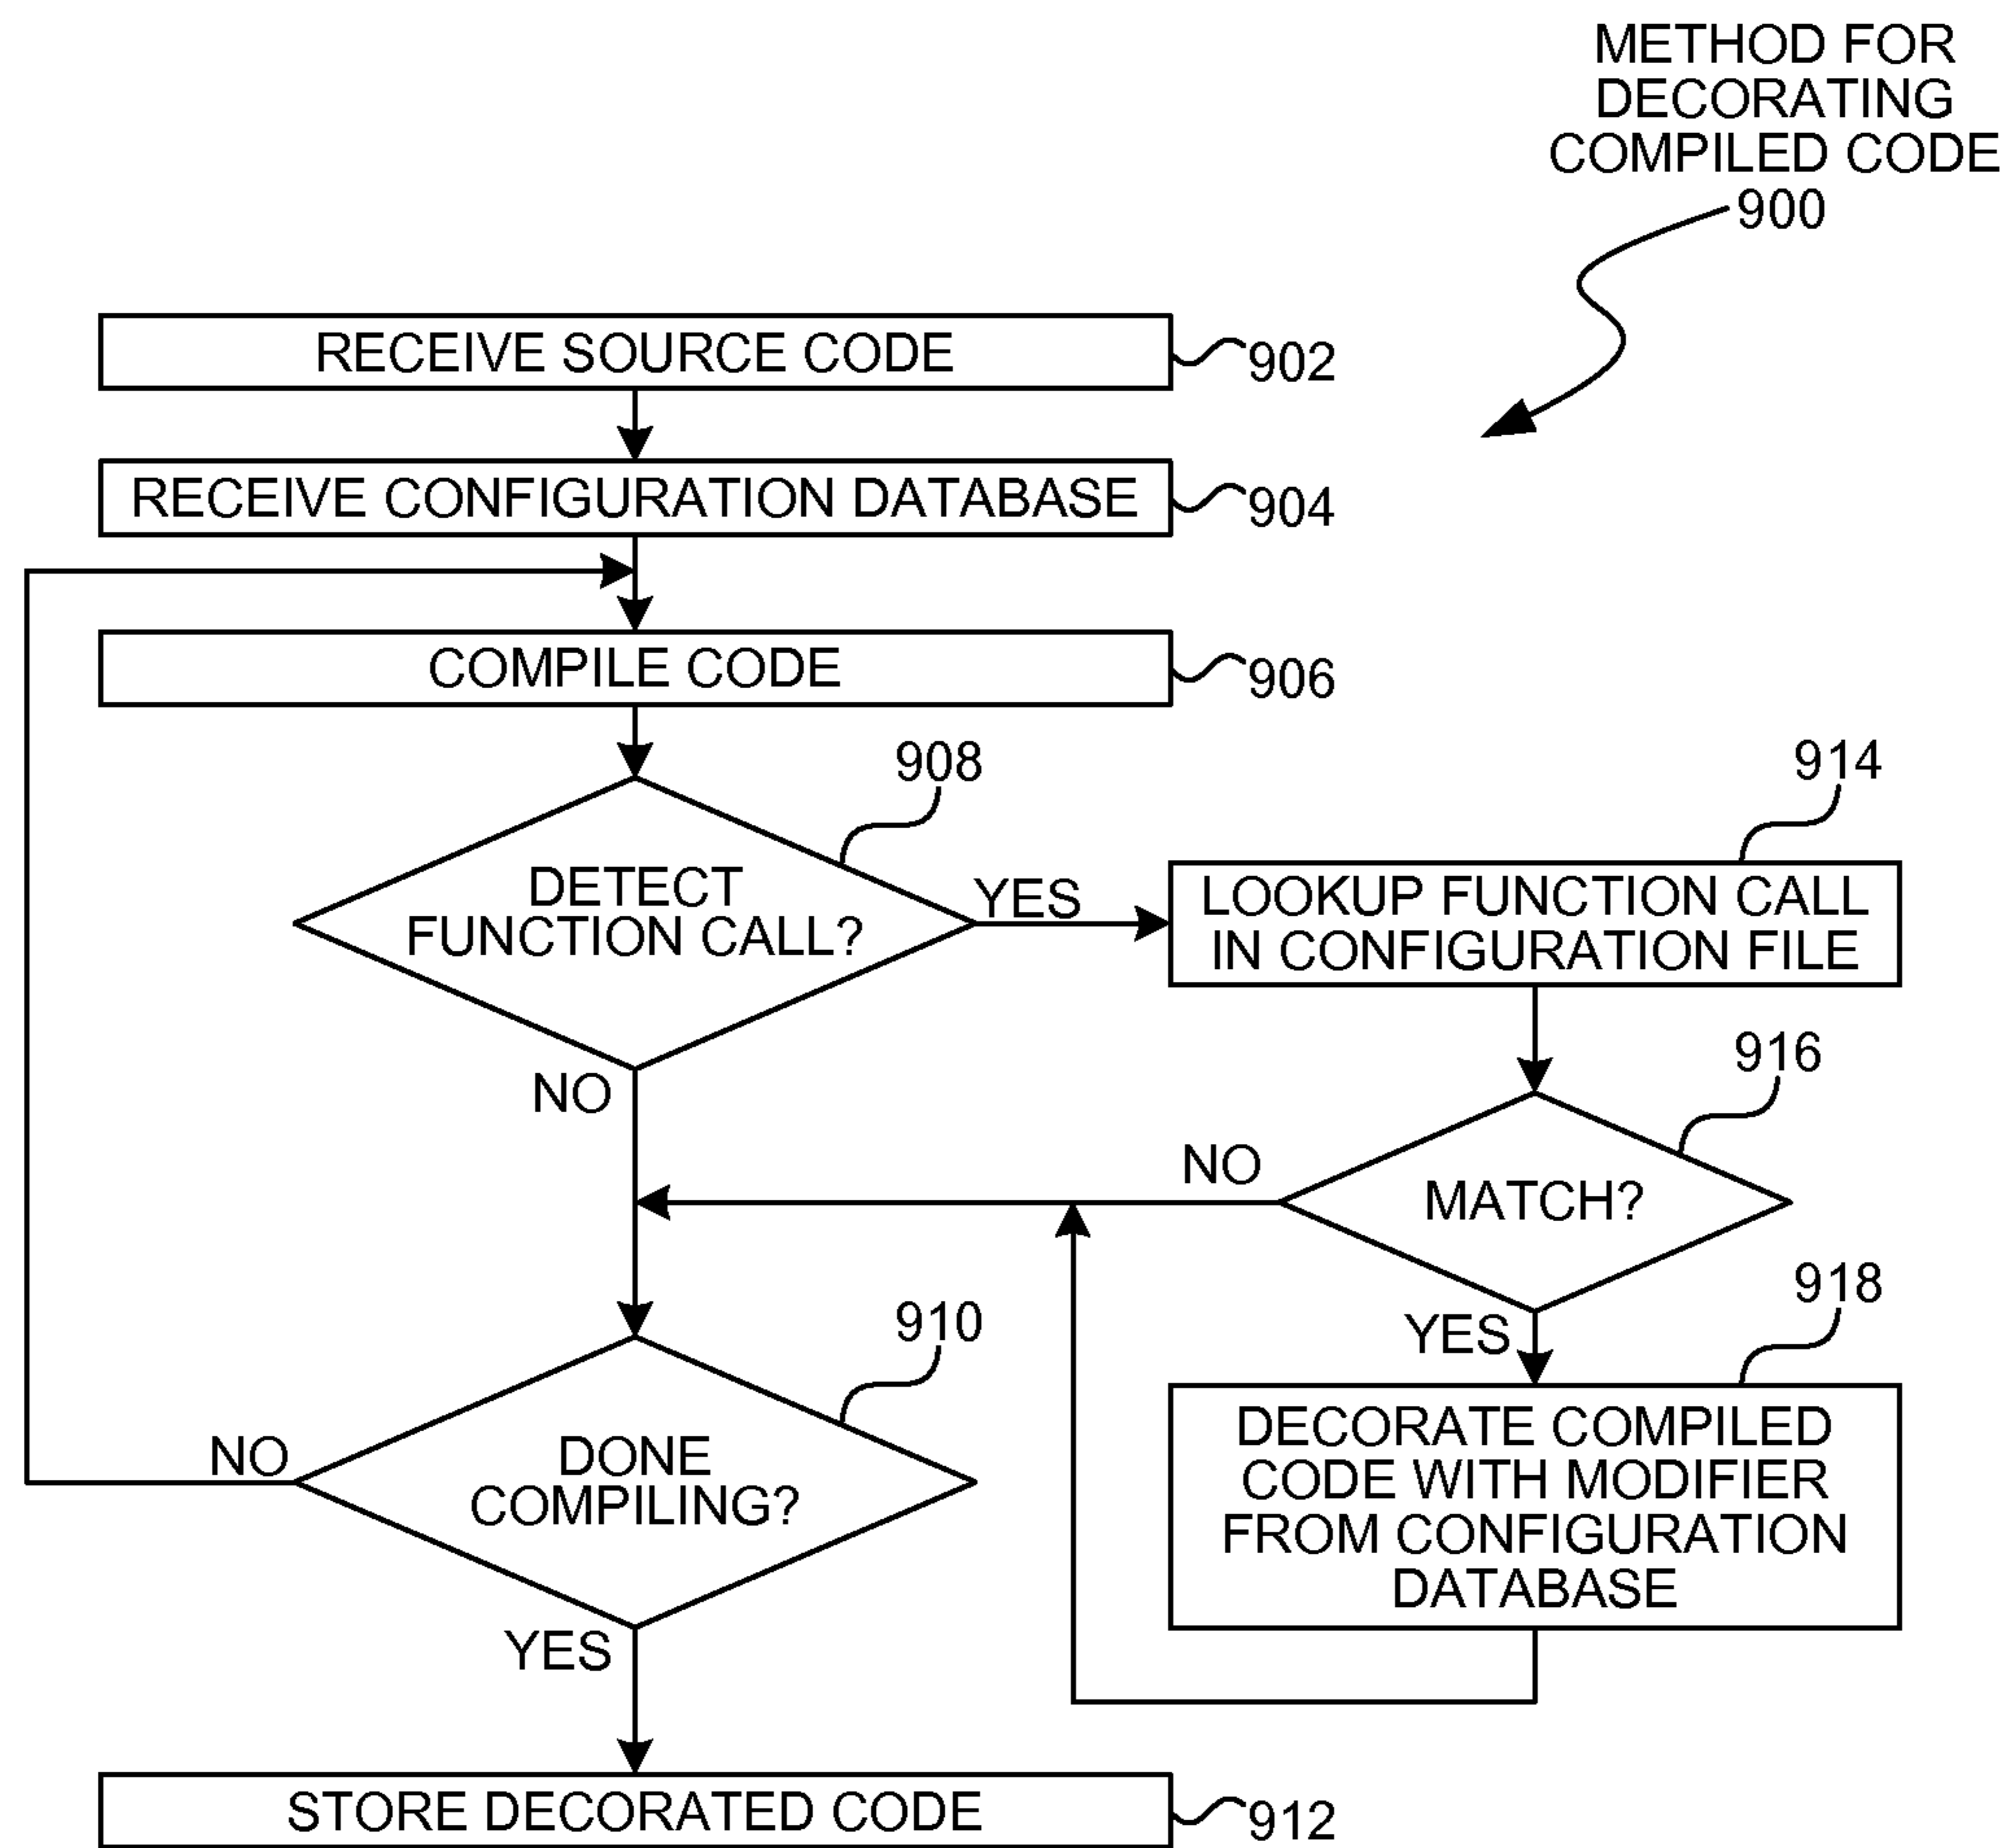 METHOD FOR
DECORATING
COMPILED CODE
900
RECEIVE SOURCE CODE
902
RECEIVE CONFIGURATION DATABASE
904
COMPILE CODE
906
908
DETECT
FUNCTION CALL?
YES
NO
914
LOOKUP FUNCTION CALL
IN CONFIGURATION FILE
916
MATCH?
NO
YES
918
DECORATE COMPILED
CODE WITH MODIFIER
FROM CONFIGURATION
DATABASE
910
DONE
COMPILING?
NO
YES
STORE DECORATED CODE
912